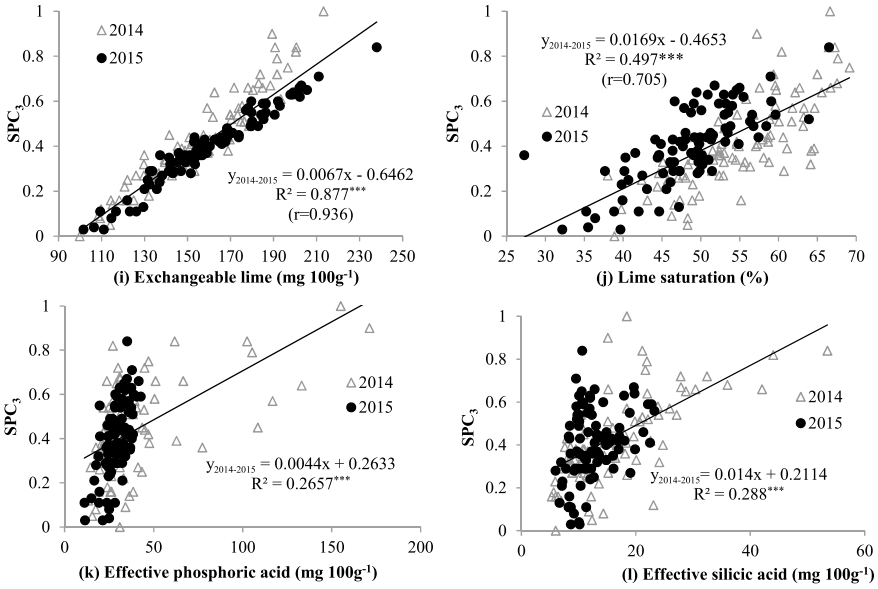 1
0.8
0.6
0.4
0.2
0
SPC3
2014
2015
y2014-2015 = 0.0067x - 0.6462
R² = 0.877***
(r=0.936)
90 110 130 150 170 190 210 230 250
(i) Exchangeable lime (mg 100g-1)
1
0.8
0.6
0.4
0.2
0
SPC3
y2014-2015 = 0.0169x - 0.4653
R² = 0.497***
(r=0.705)
2014
2015
25 30 35 40 45 50 55 60 65 70
(j) Lime saturation (%)
1
0.8
0.6
0.4
0.2
0
SPC3
2014
2015
y2014-2015 = 0.0044x + 0.2633
R² = 0.2657***
0 50 100 150 200
(k) Effective phosphoric acid (mg 100g-1)
1
0.8
0.6
0.4
0.2
0
SPC3
2014
2015
y2014-2015= 0.014x + 0.2114
R² = 0.288***
0 20 40 60
(l) Effective silicic acid (mg 100g-1)